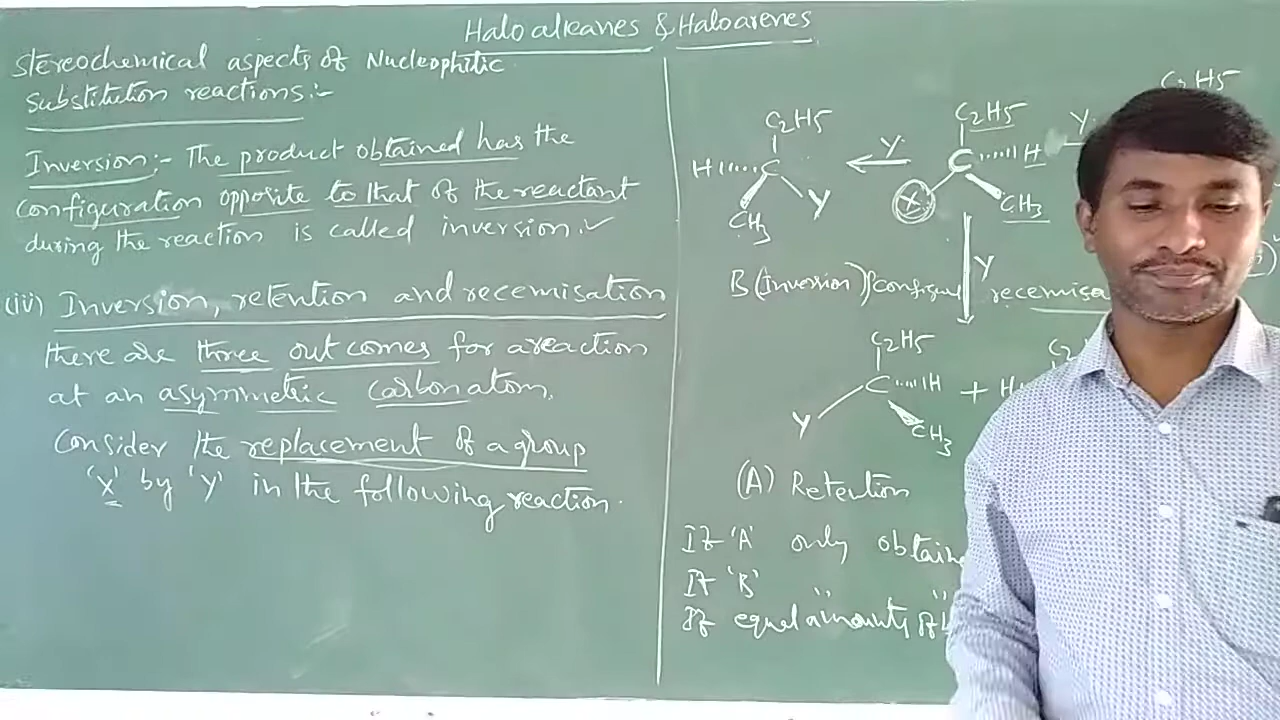 Haloalkanes & Haloarenes
Stereochemical aspects of Nucleophilic
Substitution reactions:-
Inversion:- The product obtained has the
configuration opposite to that of the reactant
during the reaction is called inversion.✓
(iv) Inversion, retention and recemisation
there are three out comes for a reaction
at an asymmetric carbon atom.
Consider the replacement of a group
'X' by 'Y' in the following reaction.
C2H5
H C Y
CH3
Y
C2H5
C H
X CH3
Y
C2H5
B (Inversion)
Y
C2H5
C H
Y CH3
+ H
C2
(A) Retention
If 'A' only
If 'B' " "
If equal amounts of